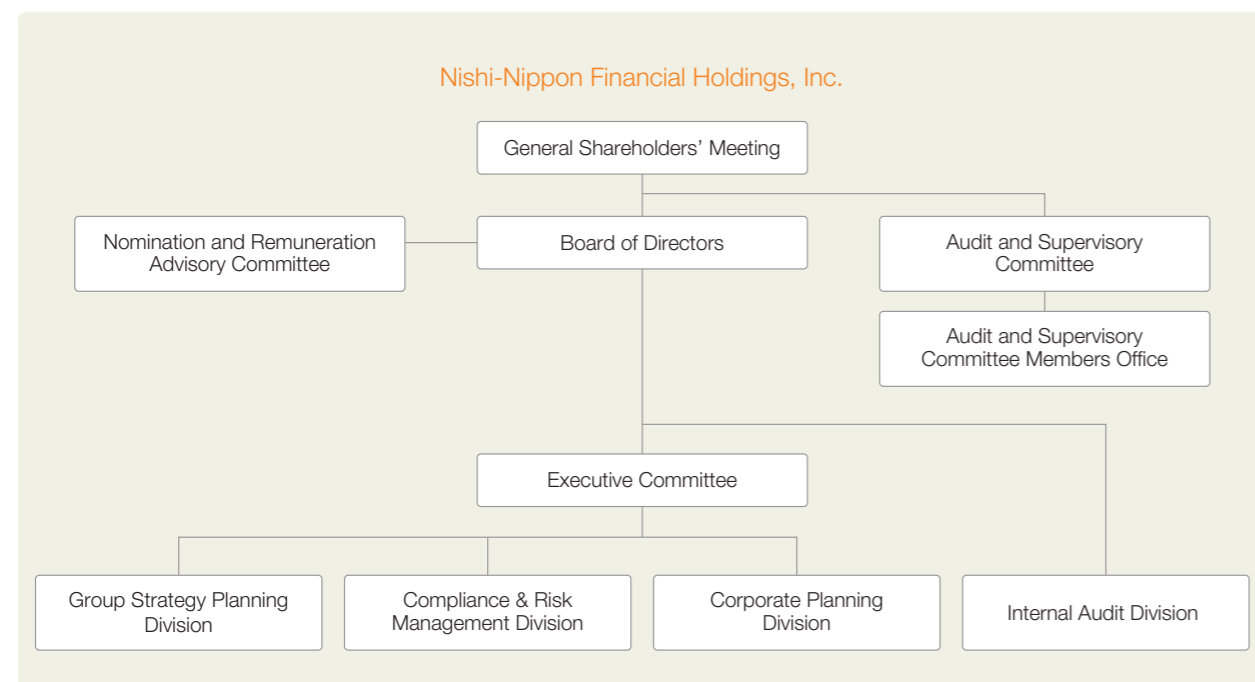 Nishi-Nippon Financial Holdings, Inc.
General Shareholders’ Meeting
Nomination and Remuneration
Advisory Committee
Board of Directors
Audit and Supervisory
Committee
Audit and Supervisory
Committee Members Office
Executive Committee
Group Strategy Planning
Division
Compliance & Risk
Management Division
Corporate Planning
Division
Internal Audit Division